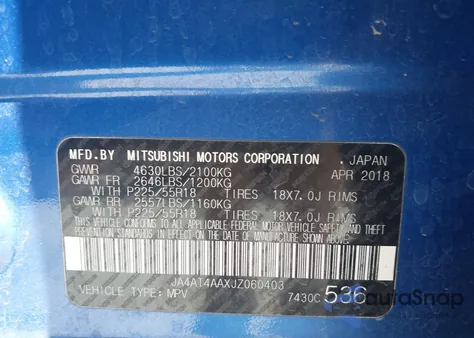 MFD.BY MITSUBISHI MOTORS CORPORATION . JAPAN
GVWR 4630LBS/2100KG APR 2018
GAWR FR 2646LBS/1200KG
WITH P225/55R18 TIRES 18X7.0J RIMS
GAWR RR 2557LBS/1160KG
WITH P225/55R18 TIRES 18X7.0J RIMS
JA4AT4AAXJZ060403
VEHICLE TYPE: MPV 7430C 536
autoSnap